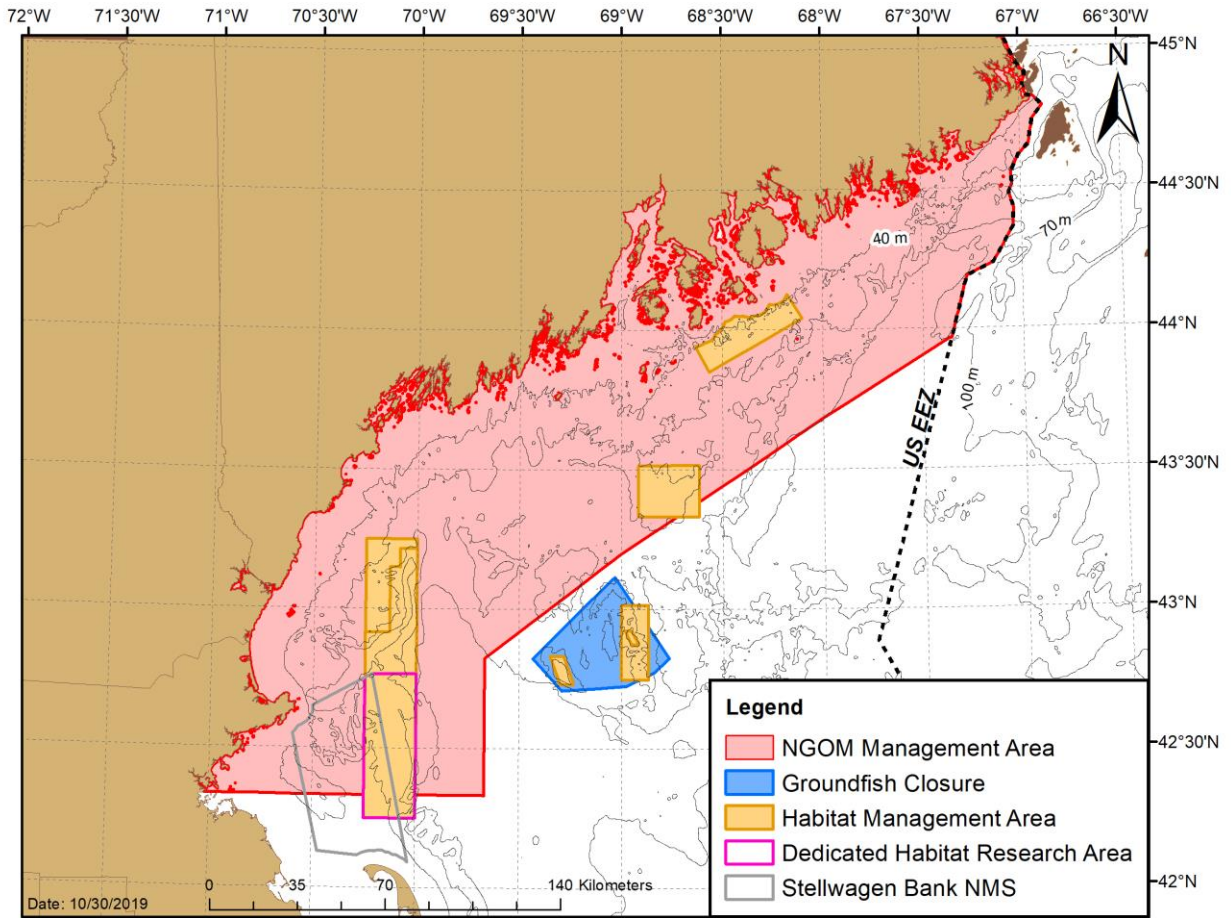 72°W 71°30'W 71°W 70°30'W 70°W 69°30'W 69°W 68°30'W 68°W 67°30'W 67°W 66°30'W
45°N
N
44°30'N
70 m
40 m
44°N
100 m
US EEZ
43°30'N
43°N
Legend
NGOM Management Area
42°30'N
Groundfish Closure
Habitat Management Area
Dedicated Habitat Research Area
Stellwagen Bank NMS
0 35 70 140 Kilometers
42°N
Date: 10/30/2019